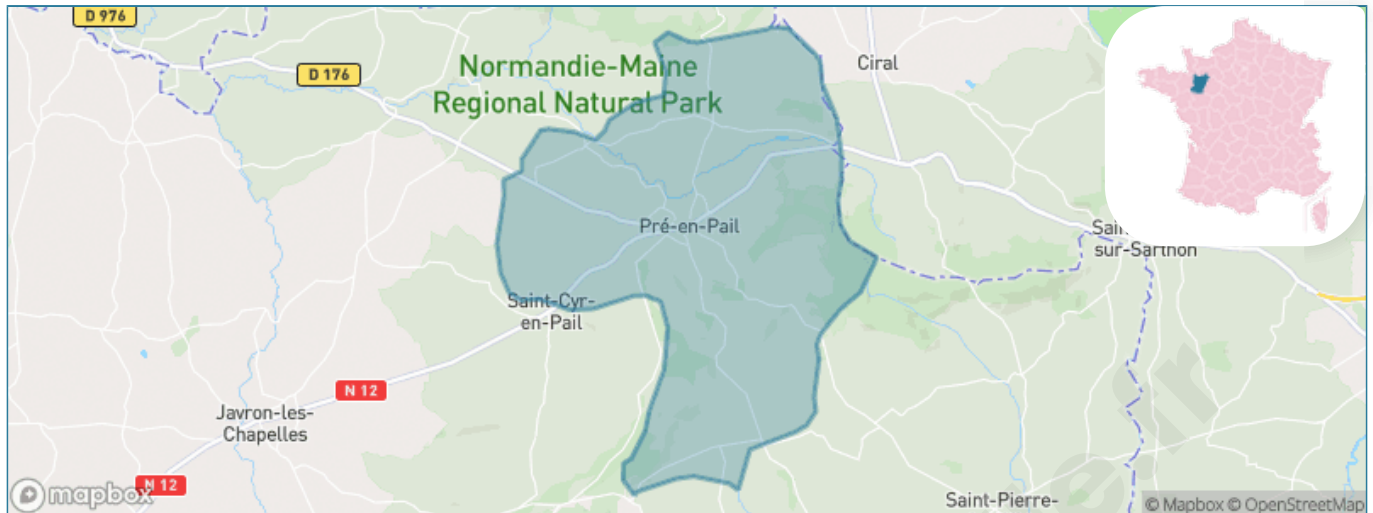 D 976
D 176
Normandie-Maine
Regional Natural Park
Ciral
Pré-en-Pail
sur-Sarthon
Saint-Cyr-
en-Pail
N 12
Javron-les-
Chapelles
N 12
mapbox
Saint-Pierre-
© Mapbox © OpenStreetMap